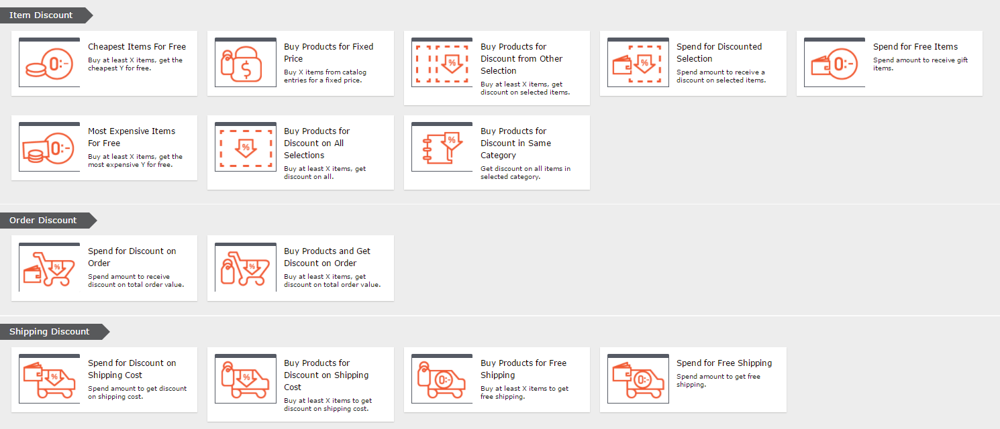 Item Discount
Cheapest Items For Free
Buy at least X items, get the
cheapest Y for free.
0:-
Buy Products for Fixed
Price
Buy X items from catalog
entries for a fixed price.
$
Buy Products for
Discount from Other
Selection
Buy at least X items, get
discount on selected items.
%
Spend for Discounted
Selection
Spend amount to receive a
discount on selected items.
%
Spend for Free Items
Spend amount to receive gift
items.
0:-
Most Expensive Items
For Free
Buy at least X items, get the
most expensive Y for free.
0:-
Buy Products for
Discount on All
Selections
Buy at least X items, get
discount on all.
%
Buy Products for
Discount in Same
Category
Get discount on all items in
selected category.
%
Order Discount
Spend for Discount on
Order
Spend amount to receive
discount on total order value.
%
Buy Products and Get
Discount on Order
Buy at least X items, get
discount on total order value.
%
Shipping Discount
Spend for Discount on
Shipping Cost
Spend amount to get discount
on shipping cost.
%
Buy Products for
Discount on Shipping
Cost
Buy at least X items to get
discount on shipping cost.
%
Buy Products for Free
Shipping
Buy at least X items to get
free shipping.
0:-
Spend for Free Shipping
Spend amount to get free
shipping.
0:-